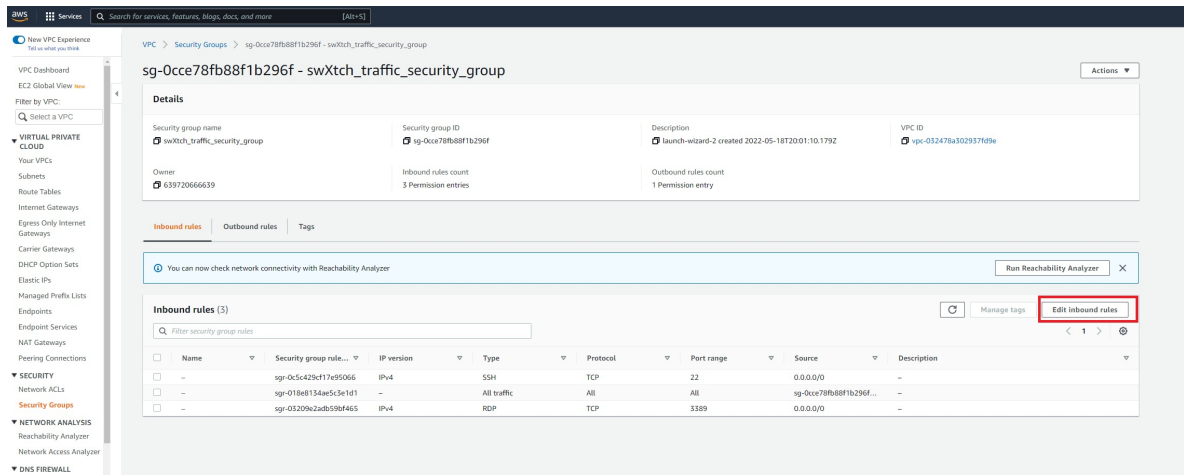 aws Services Search for services, features, blogs, docs, and more [Alt+S]
New VPC Experience
Tell us what you think
VPC Dashboard
EC2 Global View New
Filter by VPC:
Select a VPC
VIRTUAL PRIVATE CLOUD
Your VPCs
Subnets
Route Tables
Internet Gateways
Egress Only Internet Gateways
Carrier Gateways
DHCP Option Sets
Elastic IPs
Managed Prefix Lists
Endpoints
Endpoint Services
NAT Gateways
Peering Connections
SECURITY
Network ACLs
Security Groups
NETWORK ANALYSIS
Reachability Analyzer
Network Access Analyzer
DNS FIREWALL
VPC > Security Groups > sg-0cce78fb88f1b296f - swXtch_traffic_security_group
sg-0cce78fb88f1b296f - swXtch_traffic_security_group Actions
Details
Security group name Security group ID Description VPC ID
swXtch_traffic_security_group sg-0cce78fb88f1b296f launch-wizard-2 created 2022-05-18T20:01:10.179Z vpc-032478a302937fd9e
Owner Inbound rules count Outbound rules count
639720666639 3 Permission entries 1 Permission entry
Inbound rules Outbound rules Tags
You can now check network connectivity with Reachability Analyzer Run Reachability Analyzer
Inbound rules (3) Manage tags Edit inbound rules
Filter security group rules < 1 >
Name Security group rule... IP version Type Protocol Port range Source Description
– sgr-0c5c429cf17e95066 IPv4 SSH TCP 22 0.0.0.0/0 –
– sgr-018e8134ae5c3e1d1 – All traffic All All sg-0cce78fb88f1b296f... –
– sgr-03209e2adb59bf465 IPv4 RDP TCP 3389 0.0.0.0/0 –